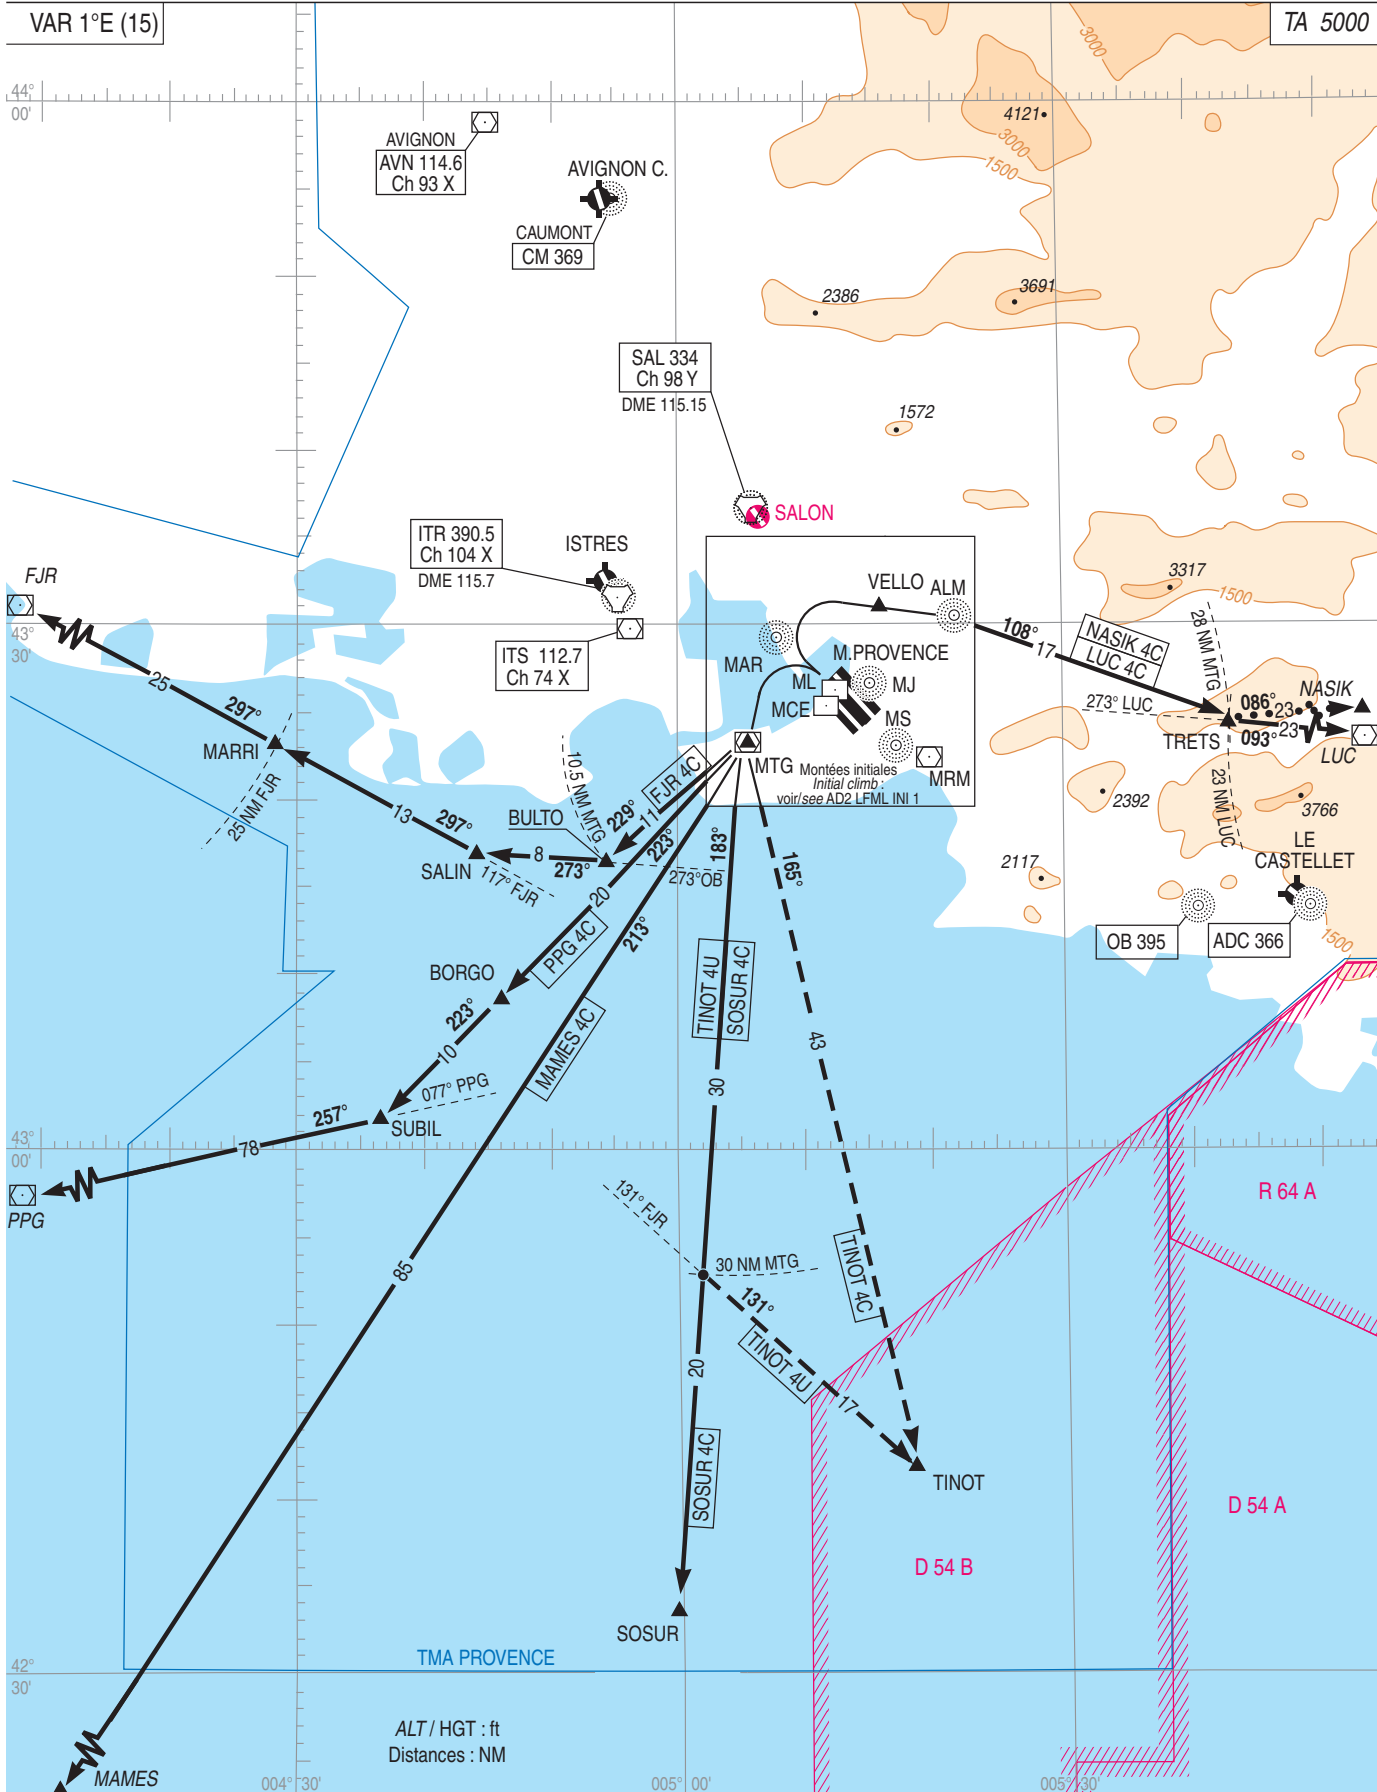 VAR 1°E (15)
TA 5000
44°
00'
3000
4121
3000
1500
AVIGNON
AVN 114.6
Ch 93 X
AVIGNON C.
CAUMONT
CM 369
2386
3691
SAL 334
Ch 98 Y
DME 115.15
1572
SALON
ITR 390.5
Ch 104 X
DME 115.7
ISTRES
ITS 112.7
Ch 74 X
FJR
43°
30'
VELLO
ALM
3317
1500
108°
17
NASIK 4C
LUC 4C
28 NM MTG
MAR
M.PROVENCE
ML
MJ
MCE
MS
273° LUC
TRETS
086°
23
NASIK
093°
23
LUC
25
297°
MARRI
25 NM FJR
MTG
MRM
Montées initiales
Initial climb :
voir/see AD2 LFML INI 1
10.5 NM MTG
FJR 4C
229°
11
BULTO
13
297°
SALIN
8
273°
117° FJR
273°OB
223°
20
183°
165°
2392
3766
23 NM LUC
2117
LE
CASTELLET
OB 395
ADC 366
1500
213°
PPG 4C
BORGO
TINOT 4U
SOSUR 4C
223°
10
MAMES 4C
43
30
077° PPG
257°
SUBIL
43°
00'
78
PPG
131° FJR
R 64 A
30 NM MTG
85
131°
TINOT 4C
TINOT 4U
20
17
SOSUR 4C
TINOT
D 54 A
D 54 B
SOSUR
TMA PROVENCE
42°
30'
ALT / HGT : ft
Distances : NM
MAMES
004° 30'
005° 00'
005° 30'